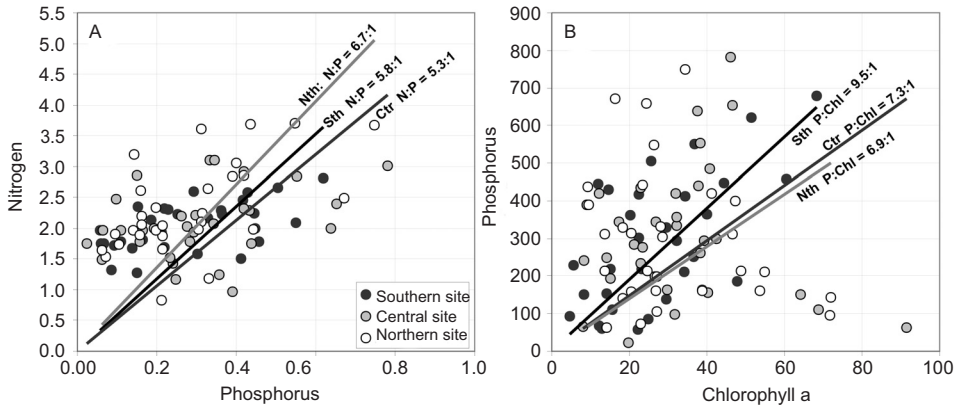 A
5.5
5.0
4.5
4.0
3.5
3.0
2.5
2.0
1.5
1.0
0.5
0.0
Nitrogen
Nth: N:P = 6.7:1
Sth N:P = 5.8:1
Ctr N:P = 5.3:1
Southern site
Central site
Northern site
0.00 0.2 0.4 0.6 0.8 1.0
Phosphorus
B
900
800
700
600
500
400
300
200
100
0
Phosphorus
Sth P:Chl = 9.5:1
Ctr P:Chl = 7.3:1
Nth P:Chl = 6.9:1
0 20 40 60 80 100
Chlorophyll a